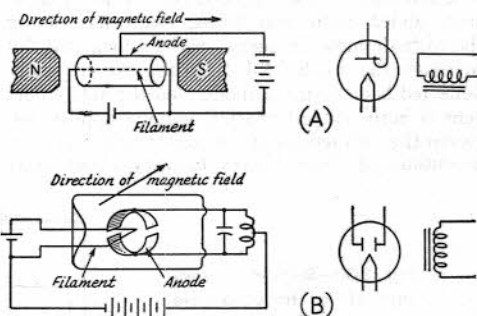 Direction of magnetic field
Anode
N
S
Filament
(A)
Direction of magnetic field
Filament
Anode
(B)